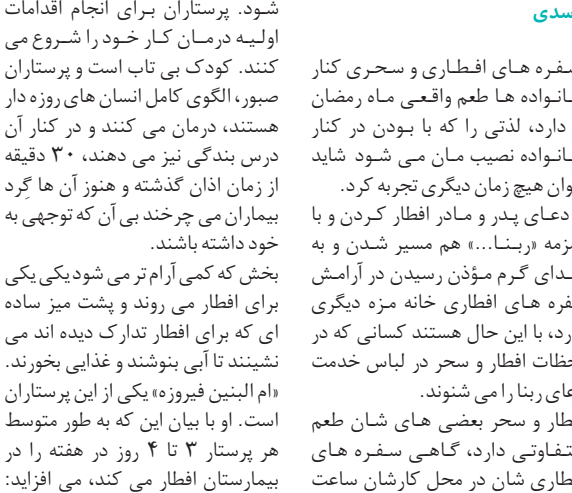 سدی
فره های افطاری و سحری کنار
انواده ها طعم واقعی ماه رمضان
دارد، لذتی را که با بودن در کنار
انواده نصیب مان می شود شاید
وان هیچ زمان دیگری تجربه کرد.
دعای پدر و مادر افطار کردن و با
مزمه «ربنا...» هم مسیر شدن و به
دای گرم مؤذن رسیدن در آرامش
فره های افطاری خانه مزه دیگری
رد، با این حال هستند کسانی که در
حظات افطار و سحر در لباس خدمت
عای ربنا را می شنوند.
طار و سحر بعضی های شان طعم
تفاوتی دارد، گاهی سفره های
طاری شان در محل کارشان ساعت
شود. پرستاران برای انجام اقدامات
اولیه درمان کار خود را شروع می
کنند. کودک بی تاب است و پرستاران
صبور، الگوی کامل انسان های روزه دار
هستند، درمان می کنند و در کنار آن
درس بندگی نیز می دهند، ۳۰ دقیقه
از زمان اذان گذشته و هنوز آن ها گِرد
بیماران می چرخند بی آن که توجهی به
خود داشته باشند.
بخش که کمی آرام تر می شود یکی یکی
برای افطار می روند و پشت میز ساده
ای که برای افطار تدارک دیده اند می
نشینند تا آبی بنوشند و غذایی بخورند.
«ام البنین فیروزه» یکی از این پرستاران
است. او با بیان این که به طور متوسط
هر پرستار ۳ تا ۴ روز در هفته را در
بیمارستان افطار می کند، می افزاید: